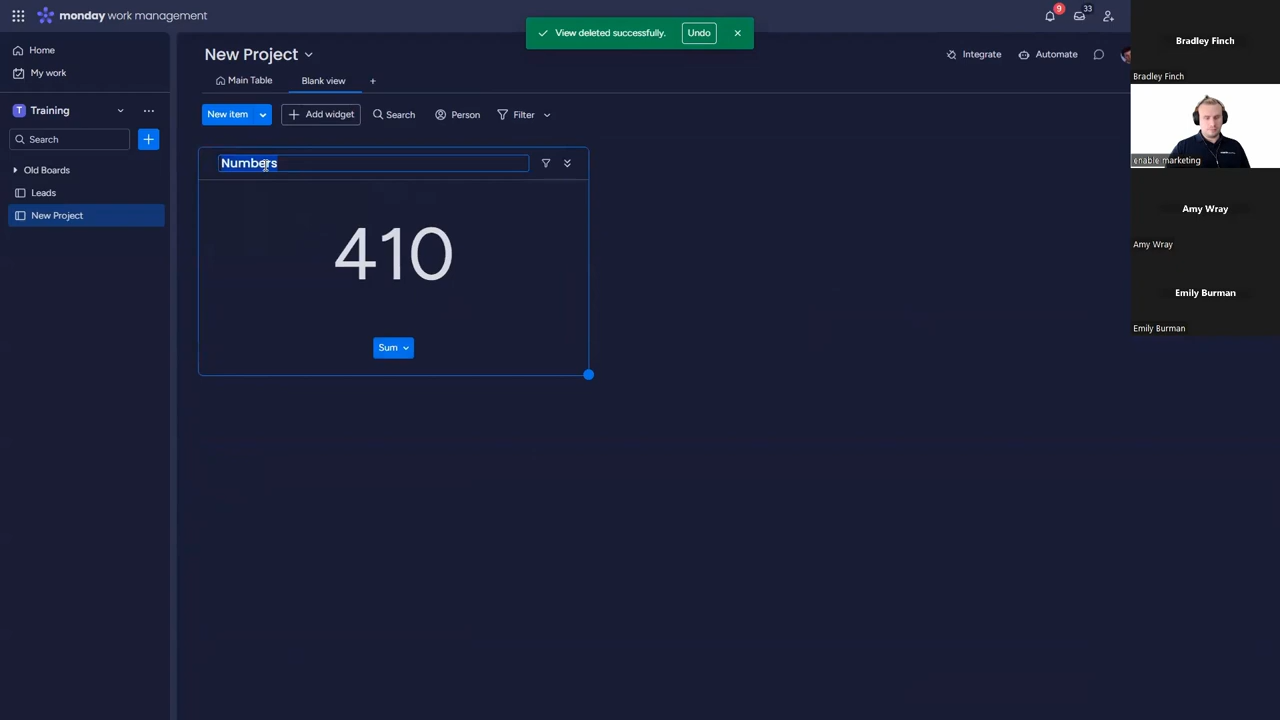 monday work management
View deleted successfully.
Undo
9
33
Home
My work
New Project
Integrate
Automate
Main Table
Blank view
+
T Training
New item
Add widget
Search
Person
Filter
Search
Old Boards
Leads
New Project
Numbers
410
Sum
Bradley Finch
Bradley Finch
enable marketing
Amy Wray
Amy Wray
Emily Burman
Emily Burman